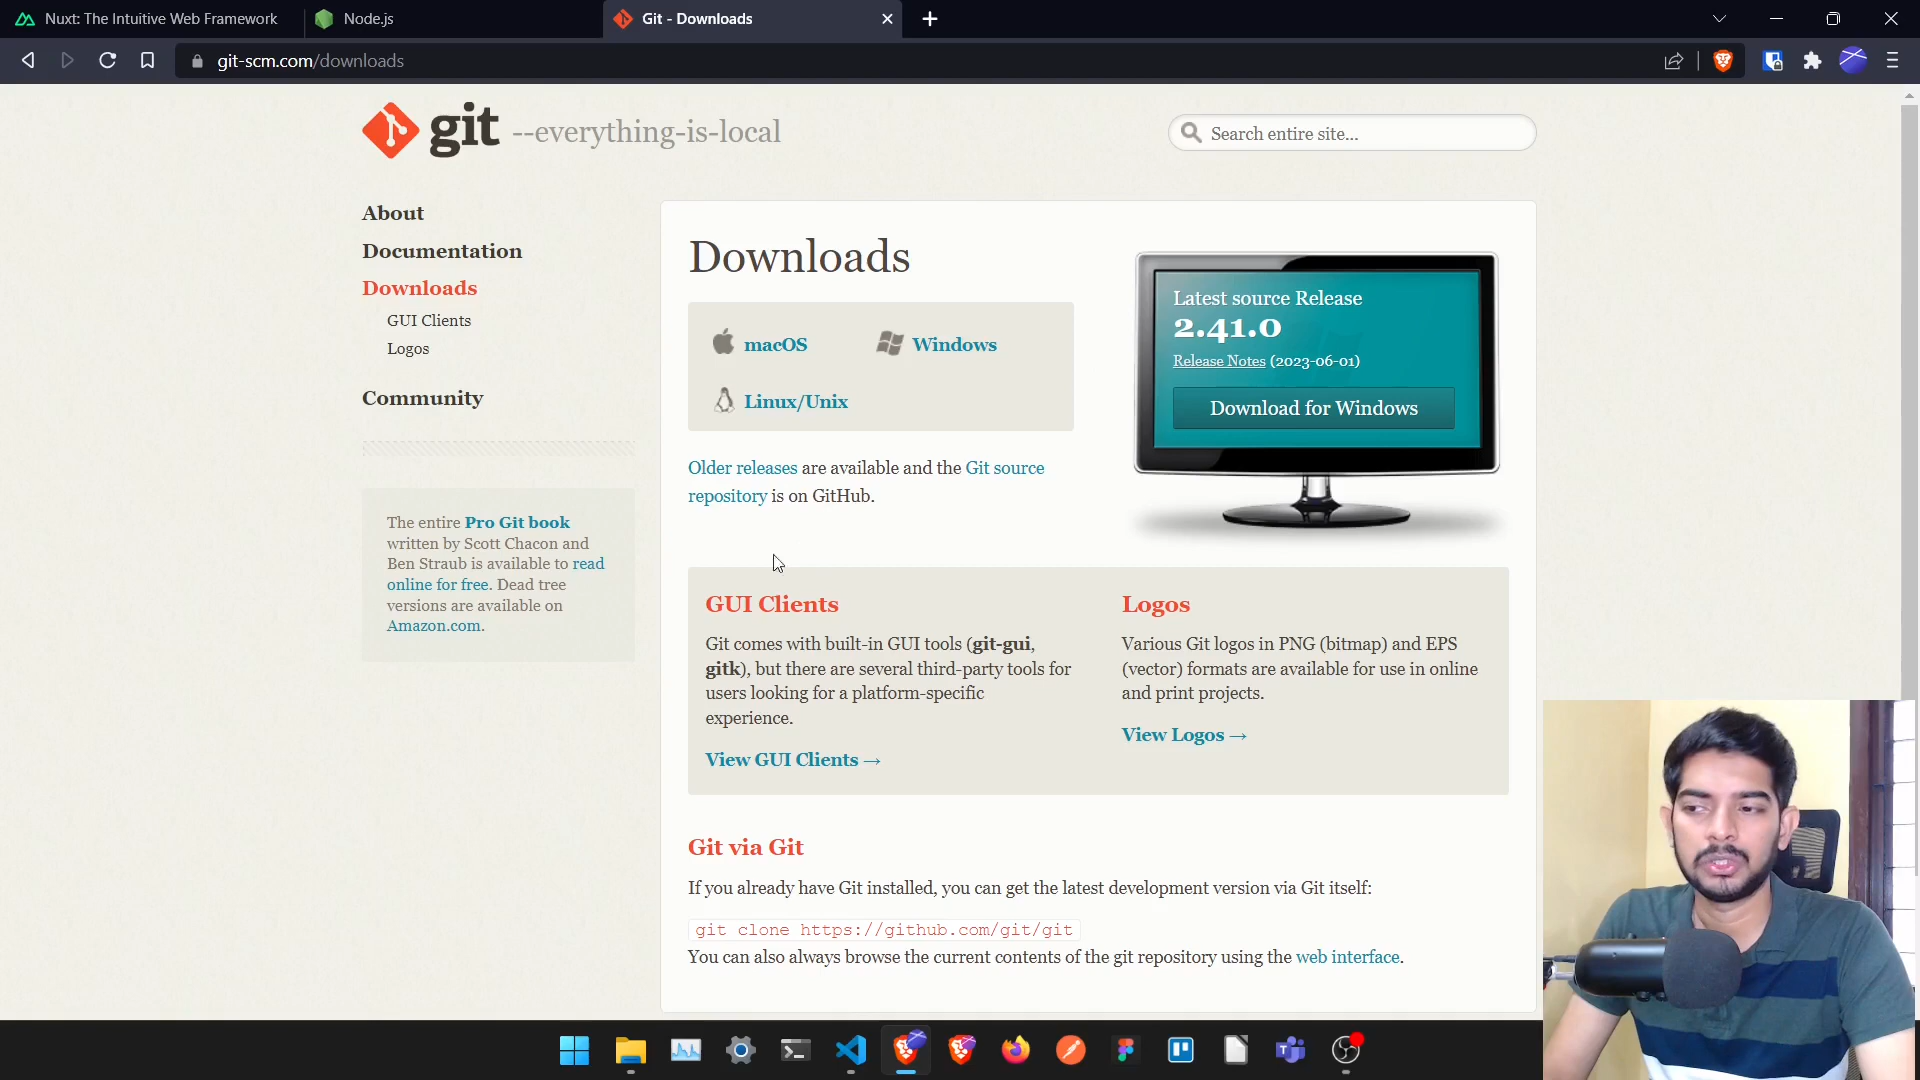 Nuxt: The Intuitive Web Framework
Node.js
Git - Downloads
git-scm.com/downloads
git --everything-is-local
Search entire site...
About
Documentation
Downloads
GUI Clients
Logos
Community
The entire Pro Git book
written by Scott Chacon and
Ben Straub is available to read
online for free. Dead tree
versions are available on
Amazon.com.
Downloads
macOS
Windows
Linux/Unix
Older releases are available and the Git source
repository is on GitHub.
Latest source Release
2.41.0
Release Notes (2023-06-01)
Download for Windows
GUI Clients
Git comes with built-in GUI tools (git-gui,
gitk), but there are several third-party tools for
users looking for a platform-specific
experience.
View GUI Clients →
Logos
Various Git logos in PNG (bitmap) and EPS
(vector) formats are available for use in online
and print projects.
View Logos →
Git via Git
If you already have Git installed, you can get the latest development version via Git itself:
git clone https://github.com/git/git
You can also always browse the current contents of the git repository using the web interface.